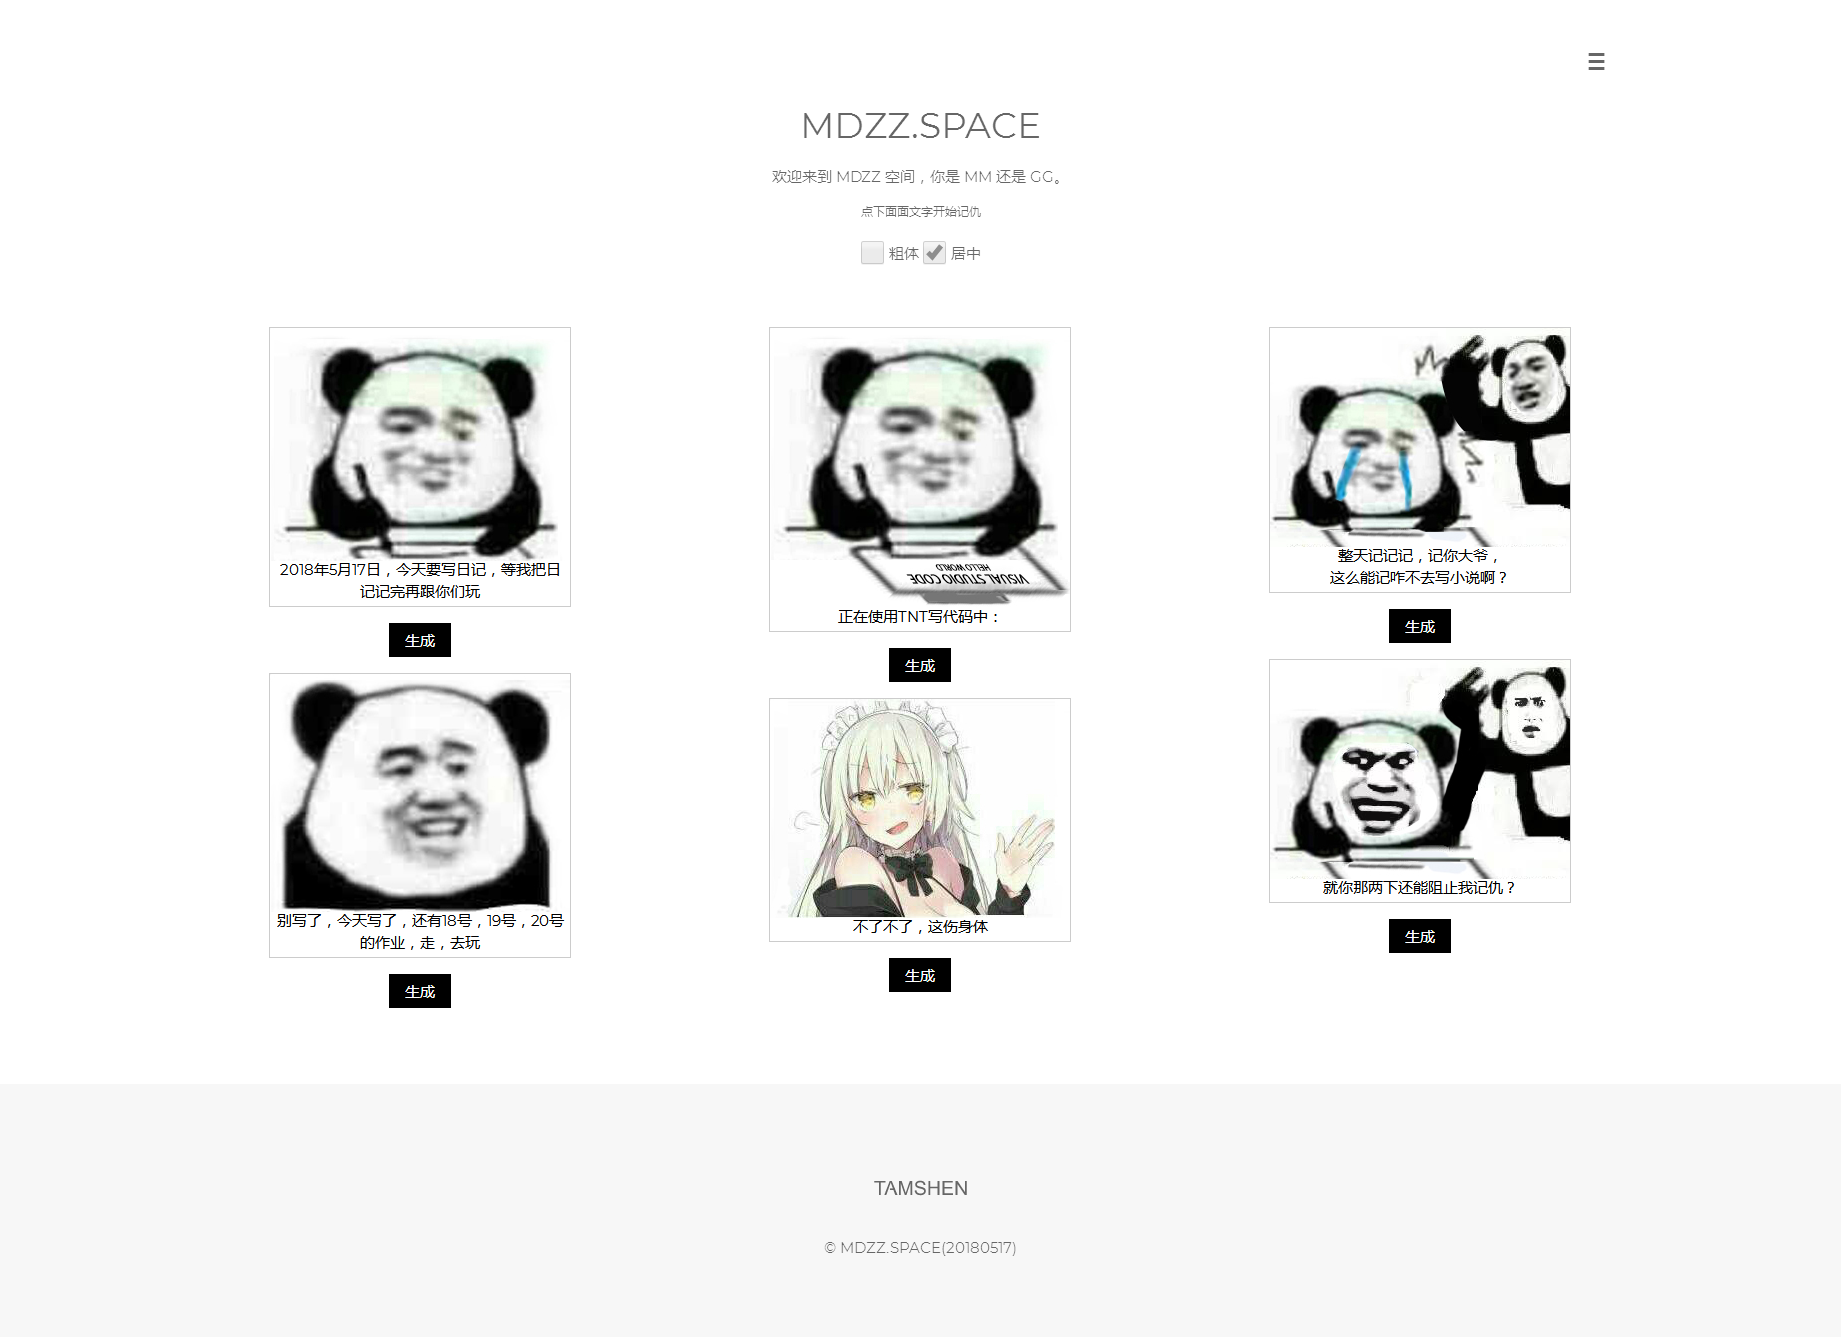 MDZZ.SPACE
欢迎来到 MDZZ 空间，你是 MM 还是 GG。
点下面面文字开始记仇
粗体 居中
2018年5月17日，今天要写日记，等我把日
记记完再跟你们玩
生成
别写了，今天写了，还有18号，19号，20号
的作业，走，去玩
生成
HELLO WORLD
VISUAL STUDIO CODE
正在使用TNT写代码中：
生成
不了不了，这伤身体
生成
整天记记记，记你大爷，
这么能记咋不去写小说啊？
生成
就你那两下还能阻止我记仇？
生成
TAMSHEN
© MDZZ.SPACE(20180517)